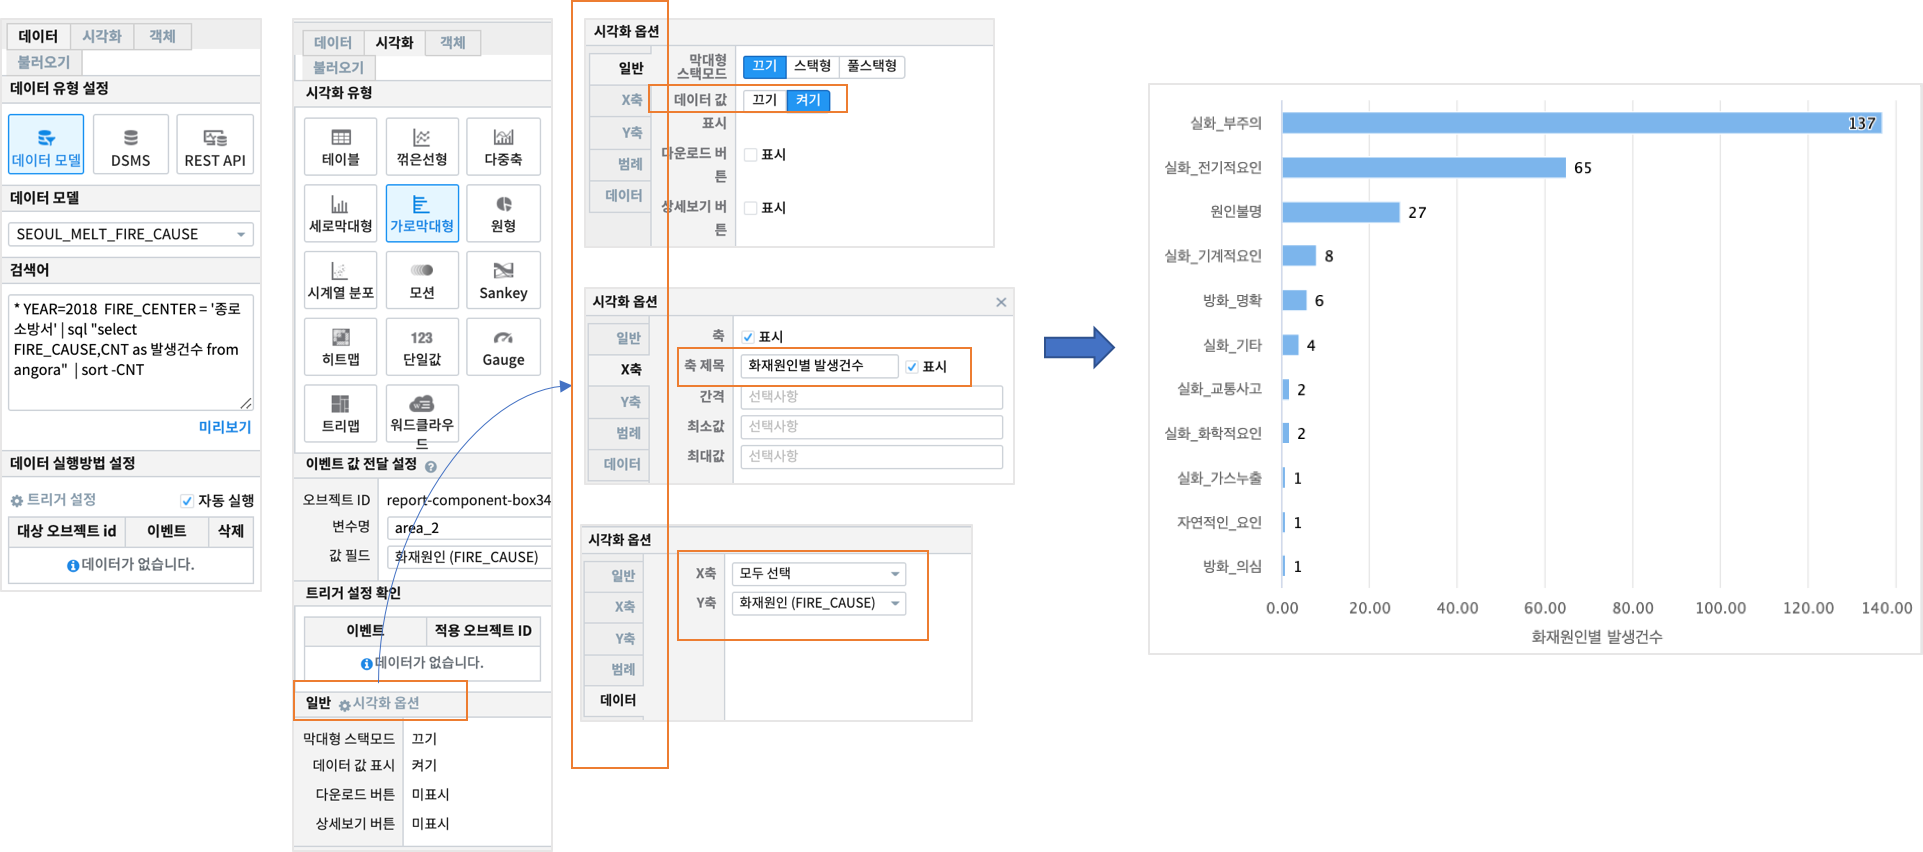 데이터
시각화
객체
불러오기
데이터 유형 설정
데이터 모델
DSMS
REST API
데이터 모델
SEOUL_MELT_FIRE_CAUSE
검색어
* YEAR=2018  FIRE_CENTER = '종로
소방서' | sql "select
FIRE_CAUSE,CNT as 발생건수 from
angora"  | sort -CNT
미리보기
데이터 실행방법 설정
트리거 설정
자동 실행
대상 오브젝트 id
이벤트
삭제
데이터가 없습니다.
데이터
시각화
객체
불러오기
시각화 유형
테이블
꺾은선형
다중축
세로막대형
가로막대형
원형
시계열 분포
모션
Sankey
히트맵
123
단일값
Gauge
트리맵
워드클라우
드
이벤트 값 전달 설정 ?
오브젝트 ID
report-component-box34
변수명
area_2
값 필드
화재원인 (FIRE_CAUSE)
트리거 설정 확인
이벤트
적용 오브젝트 ID
데이터가 없습니다.
일반
시각화 옵션
막대형 스택모드
끄기
데이터 값 표시
켜기
다운로드 버튼
미표시
상세보기 버튼
미표시
시각화 옵션
일반
X축
Y축
범례
데이터
막대형
스택모드
끄기
스택형
풀스택형
데이터 값
표시
끄기
켜기
다운로드 버
튼
표시
상세보기 버
튼
표시
시각화 옵션
일반
X축
Y축
범례
데이터
축
표시
축 제목
화재원인별 발생건수
표시
간격
선택사항
최소값
선택사항
최대값
선택사항
시각화 옵션
일반
X축
Y축
범례
데이터
X축
모두 선택
Y축
화재원인 (FIRE_CAUSE)
실화_부주의
137
실화_전기적요인
65
원인불명
27
실화_기계적요인
8
방화_명확
6
실화_기타
4
실화_교통사고
2
실화_화학적요인
2
실화_가스누출
1
자연적인_요인
1
방화_의심
1
0.00
20.00
40.00
60.00
80.00
100.00
120.00
140.00
화재원인별 발생건수